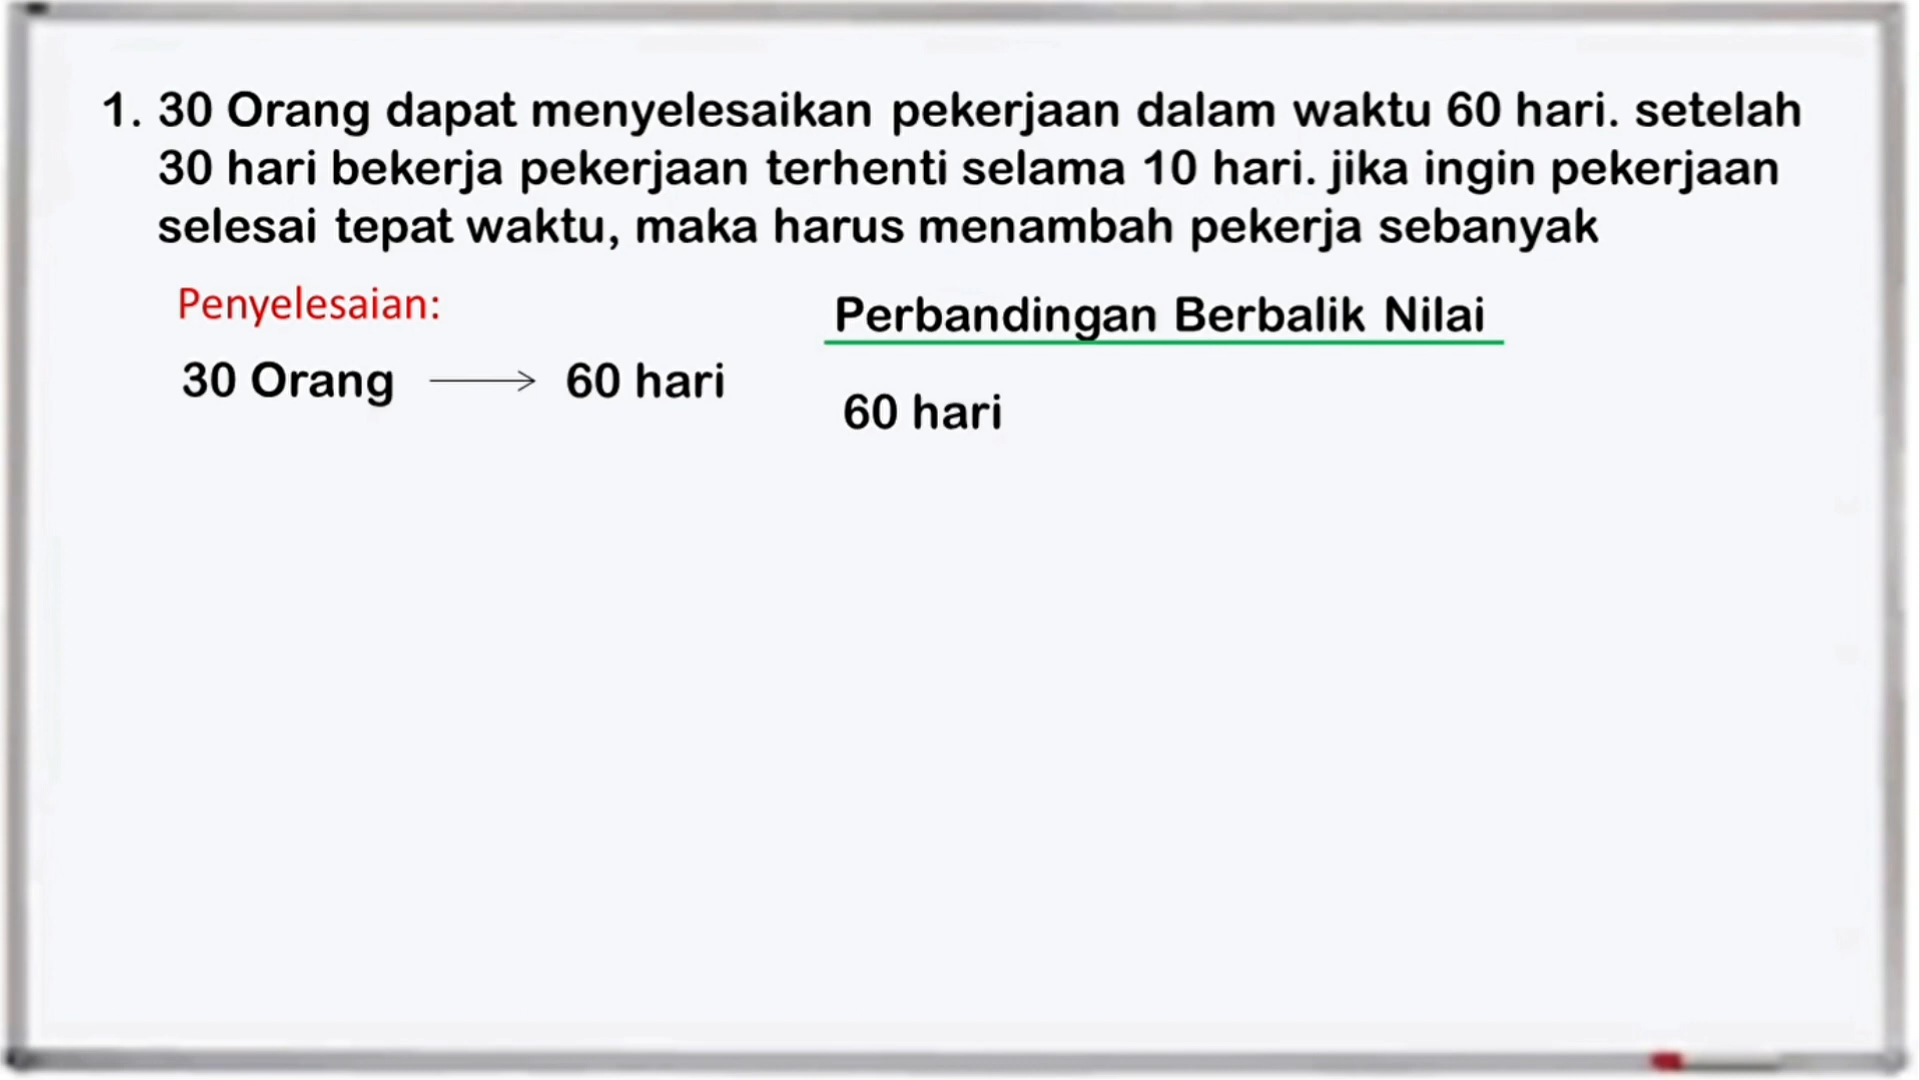 1. 30 Orang dapat menyelesaikan pekerjaan dalam waktu 60 hari. setelah
30 hari bekerja pekerjaan terhenti selama 10 hari. jika ingin pekerjaan
selesai tepat waktu, maka harus menambah pekerja sebanyak
Penyelesaian:
Perbandingan Berbalik Nilai
30 Orang → 60 hari
60 hari